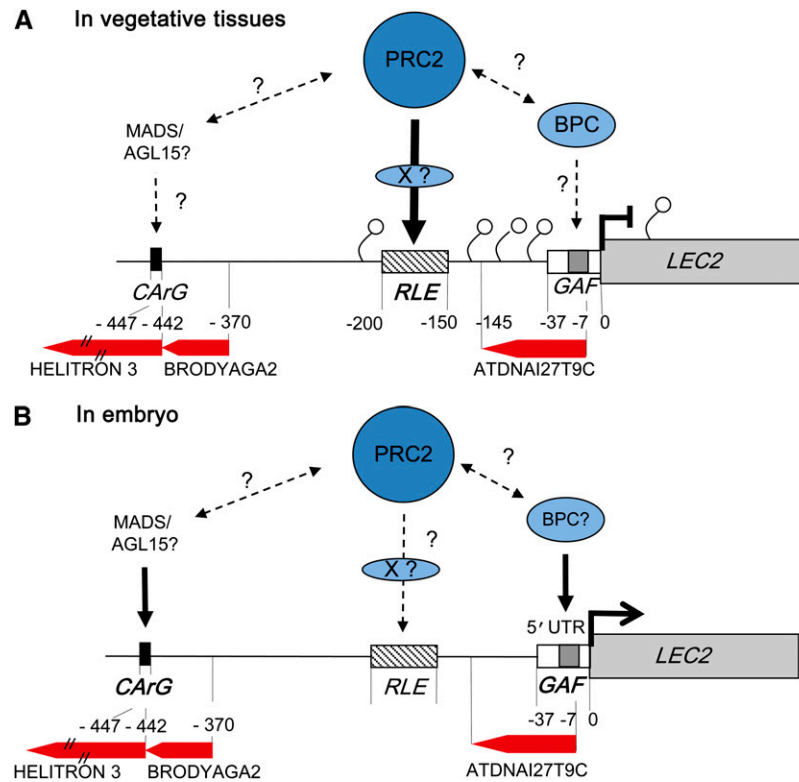 A In vegetative tissues
PRC2
?
?
MADS/
AGL15?
BPC
X ?
?
?
CArG
RLE
GAF
LEC2
- 447 - 442 - 370 -200 -150 -145 -37 -7 0
HELITRON 3 BRODYAGA2 ATDNAI27T9C
B In embryo
PRC2
?
?
MADS/
AGL15?
BPC?
?
X ?
5′ UTR
CArG
RLE
GAF
LEC2
- 447 - 442 - 370 -37 -7 0
HELITRON 3 BRODYAGA2 ATDNAI27T9C